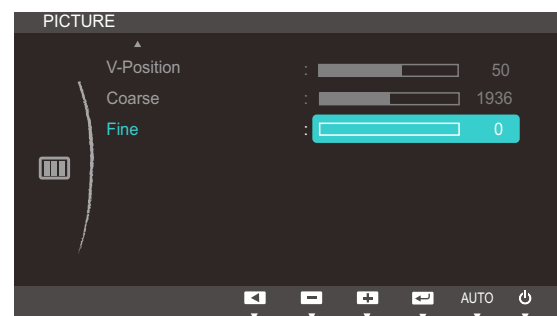 PICTURE
V-Position : 50
Coarse : 1936
Fine : 0
AUTO